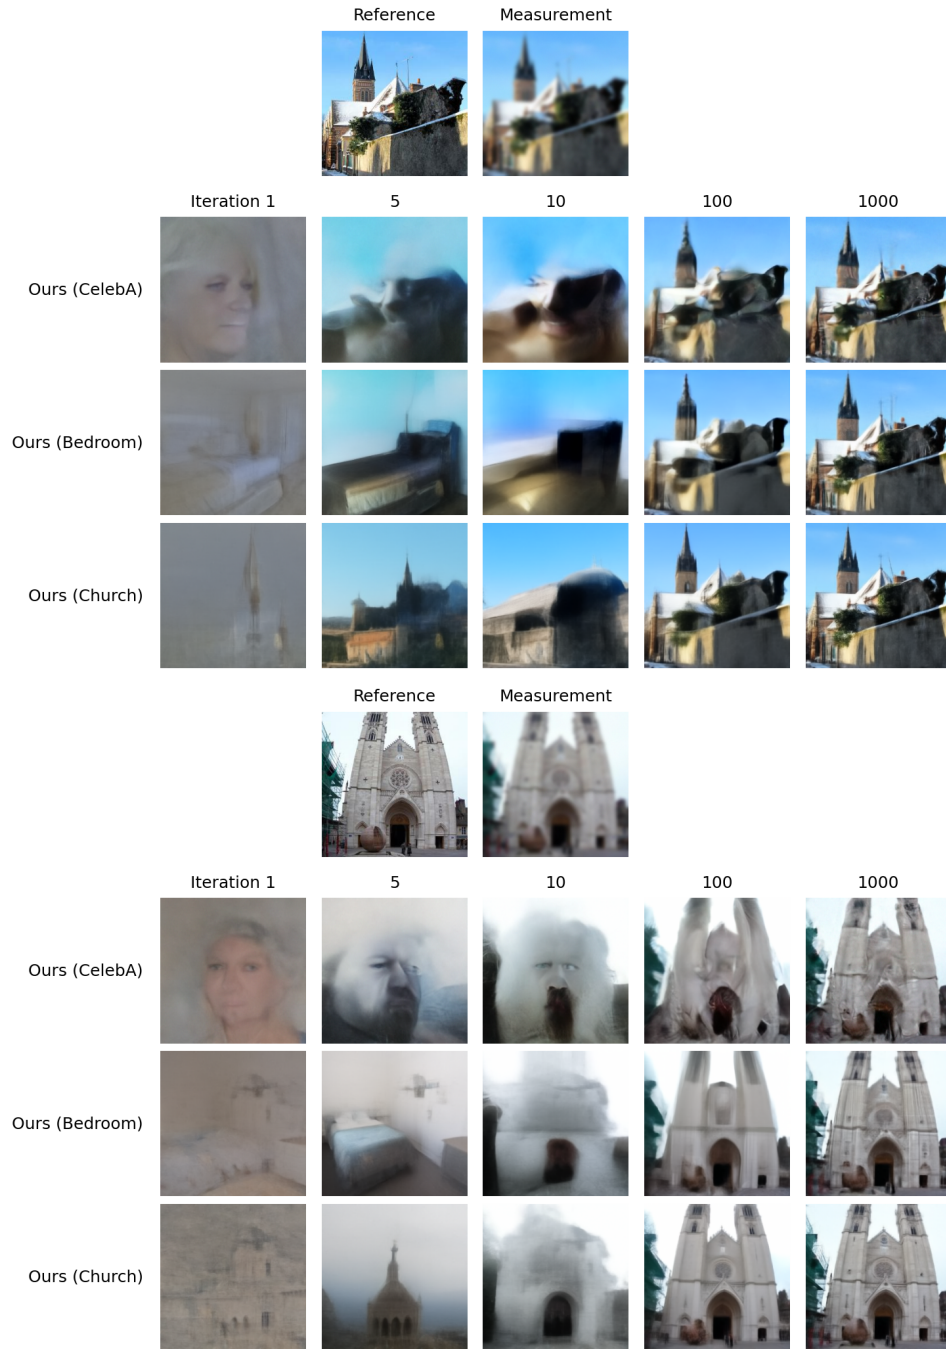 Reference Measurement
Iteration 1 5 10 100 1000
Ours (CelebA)
Ours (Bedroom)
Ours (Church)
Reference Measurement
Iteration 1 5 10 100 1000
Ours (CelebA)
Ours (Bedroom)
Ours (Church)